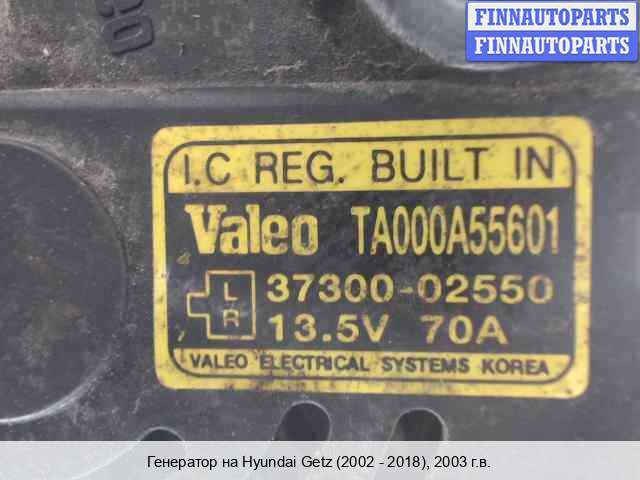 FINNAUTOPARTS
FINNAUTOPARTS
I.C REG. BUILT IN
Valeo TA000A55601
L 37300-02550
R 13.5V 70A
VALEO ELECTRICAL SYSTEMS KOREA
Генератор на Hyundai Getz (2002 - 2018), 2003 г.в.